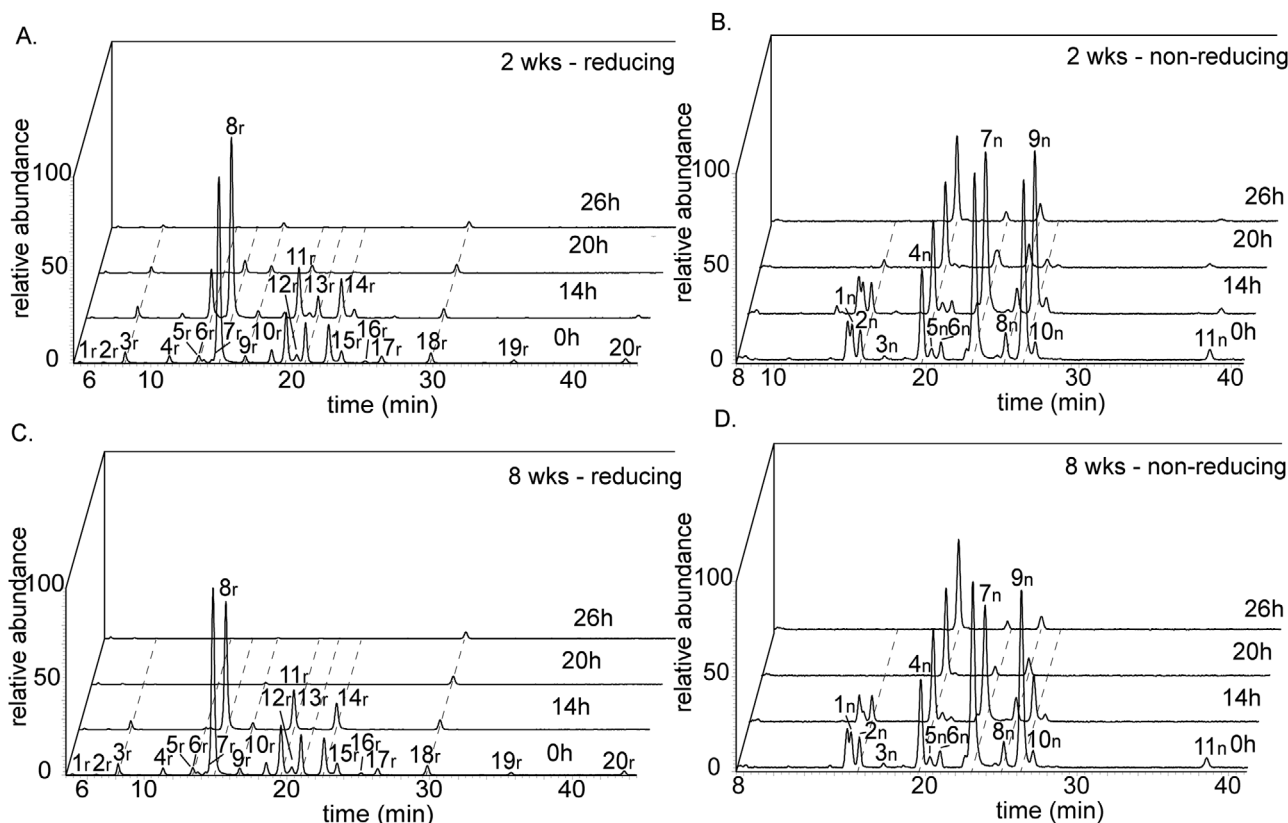 A.
2 wks - reducing
relative abundance
100
50
0
8r
26h
20h
14h
0h
11r
12r 13r 14r
1r 2r 3r 4r 5r 6r 7r 9r 10r 15r 16r 17r 18r 19r 20r
6 10 20 30 40
time (min)
B.
2 wks - non-reducing
relative abundance
100
50
0
7n 9n
26h
20h
14h
0h
4n
1n 2n 3n 5n 6n 8n 10n 11n
8 10 20 30 40
time (min)
C.
8 wks - reducing
relative abundance
100
50
0
8r
26h
20h
14h
0h
11r
12r 13r 14r
1r 2r 3r 4r 5r 6r 7r 9r 10r 15r 16r 17r 18r 19r 20r
6 10 20 30 40
time (min)
D.
8 wks - non-reducing
relative abundance
100
50
0
7n 9n
26h
20h
14h
0h
4n
1n 2n 3n 5n 6n 8n 10n 11n
8 20 30 40
time (min)